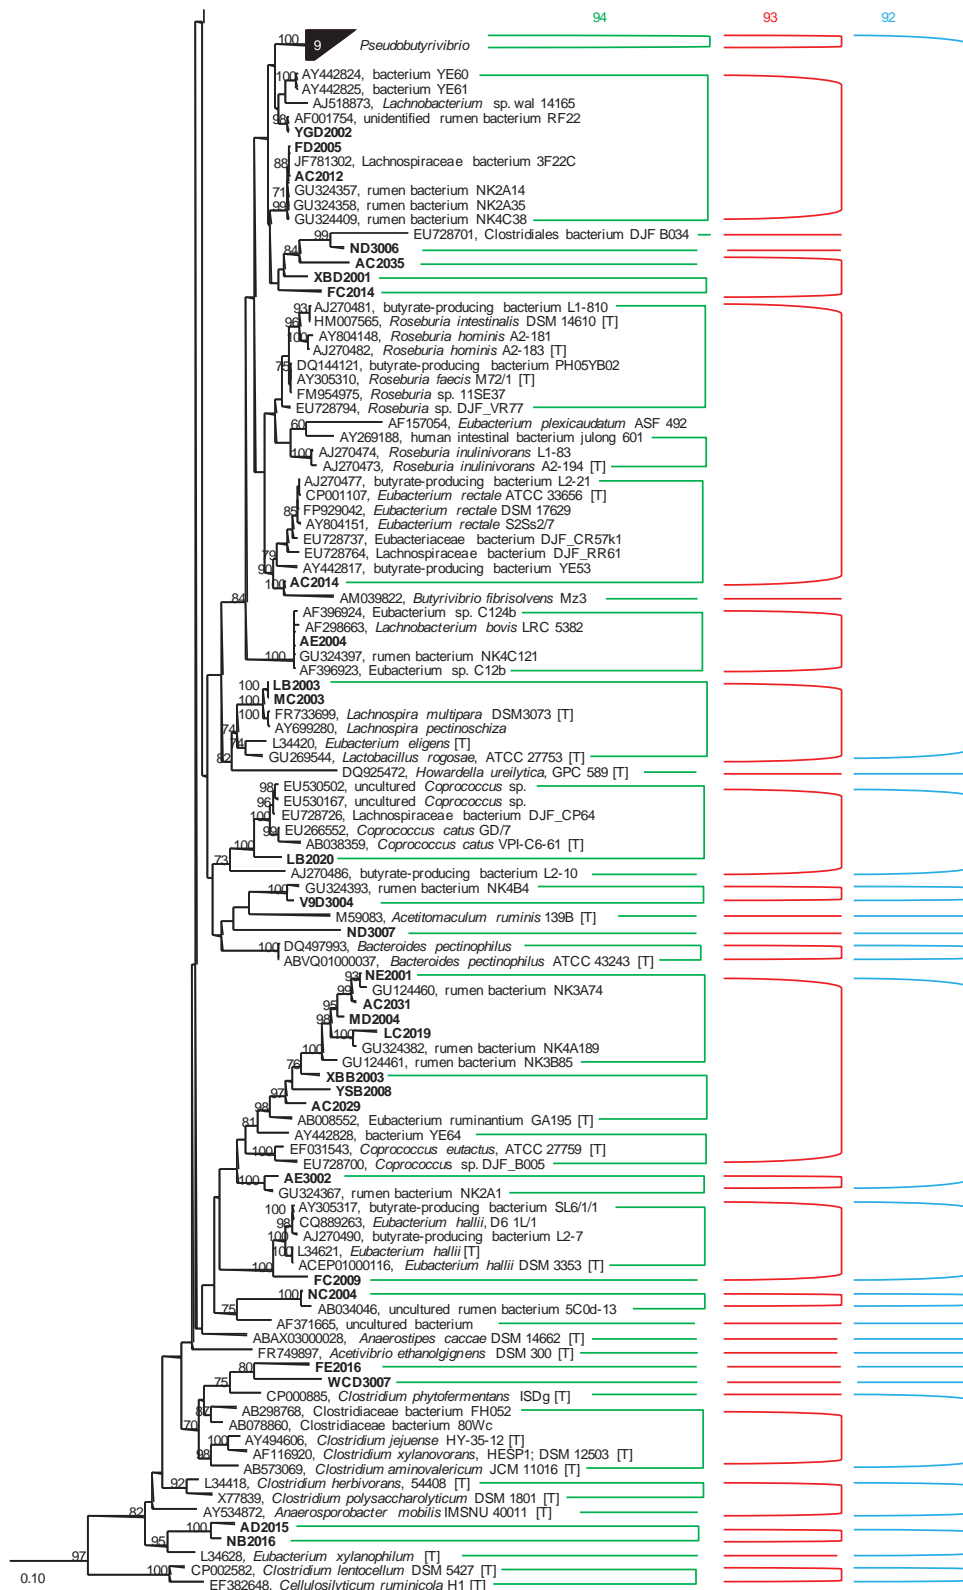 94 93 92
100 9 Pseudobutyrivibrio
100 AY442824, bacterium YE60
AY442825, bacterium YE61
AJ518873, Lachnobacterium sp. wal 14165
98 AF001754, unidentified rumen bacterium RF22
YGD2002
FD2005
88 JF781302, Lachnospiraceae bacterium 3F22C
AC2012
71 GU324357, rumen bacterium NK2A14
99 GU324358, rumen bacterium NK2A35
GU324409, rumen bacterium NK4C38
99 EU728701, Clostridiales bacterium DJF B034
84 ND3006
AC2035
XBD2001
FC2014
93 AJ270481, butyrate-producing bacterium L1-810
96 HM007565, Roseburia intestinalis DSM 14610 [T]
100 AY804148, Roseburia hominis A2-181
AJ270482, Roseburia hominis A2-183 [T]
75 DQ144121, butyrate-producing bacterium PH05YB02
AY305310, Roseburia faecis M72/1 [T]
FM954975, Roseburia sp. 11SE37
EU728794, Roseburia sp. DJF_VR77
60 AF157054, Eubacterium plexicaudatum ASF 492
AY269188, human intestinal bacterium julong 601
100 AJ270474, Roseburia inulinivorans L1-83
AJ270473, Roseburia inulinivorans A2-194 [T]
AJ270477, butyrate-producing bacterium L2-21
CP001107, Eubacterium rectale ATCC 33656 [T]
85 FP929042, Eubacterium rectale DSM 17629
AY804151, Eubacterium rectale S2Ss2/7
EU728737, Eubacteriaceae bacterium DJF_CR57k1
79 EU728764, Lachnospiraceae bacterium DJF_RR61
90 AY442817, butyrate-producing bacterium YE53
100 AC2014
84 AM039822, Butyrivibrio fibrisolvens Mz3
AF396924, Eubacterium sp. C124b
AF298663, Lachnobacterium bovis LRC 5382
AE2004
100 GU324397, rumen bacterium NK4C121
AF396923, Eubacterium sp. C12b
100 LB2003
100 MC2003
100 FR733699, Lachnospira multipara DSM3073 [T]
74 AY699280, Lachnospira pectinoschiza
74 L34420, Eubacterium eligens [T]
82 GU269544, Lactobacillus rogosae, ATCC 27753 [T]
DQ925472, Howardella ureilytica, GPC 589 [T]
98 EU530502, uncultured Coprococcus sp.
96 EU530167, uncultured Coprococcus sp.
100 EU728726, Lachnospiraceae bacterium DJF_CP64
99 EU266552, Coprococcus catus GD/7
100 AB038359, Coprococcus catus VPI-C6-61 [T]
73 LB2020
AJ270486, butyrate-producing bacterium L2-10
100 GU324393, rumen bacterium NK4B4
V9D3004
M59083, Acetitomaculum ruminis 139B [T]
ND3007
100 DQ497993, Bacteroides pectinophilus
ABVQ01000037, Bacteroides pectinophilus ATCC 43243 [T]
93 NE2001
99 GU124460, rumen bacterium NK3A74
95 AC2031
98 MD2004
100 LC2019
100 GU324382, rumen bacterium NK4A189
76 GU124461, rumen bacterium NK3B85
XBB2003
97 YSB2008
98 AC2029
81 AB008552, Eubacterium ruminantium GA195 [T]
AY442828, bacterium YE64
100 EF031543, Coprococcus eutactus, ATCC 27759 [T]
EU728700, Coprococcus sp. DJF_B005
100 AE3002
GU324367, rumen bacterium NK2A1
100 AY305317, butyrate-producing bacterium SL6/1/1
98 CQ889263, Eubacterium hallii, D6 1L/1
100 AJ270490, butyrate-producing bacterium L2-7
100 L34621, Eubacterium hallii [T]
100 ACEP01000116, Eubacterium hallii DSM 3353 [T]
FC2009
100 NC2004
75 AB034046, uncultured rumen bacterium 5C0d-13
AF371665, uncultured bacterium
ABAX03000028, Anaerostipes caccae DSM 14662 [T]
FR749897, Acetivibrio ethanolgignens DSM 300 [T]
80 FE2016
75 WCD3007
CP000885, Clostridium phytofermentans ISDg [T]
AB298768, Clostridiaceae bacterium FH052
70 AB078860, Clostridiaceae bacterium 80Wc
100 AY494606, Clostridium jejuense HY-35-12 [T]
98 AF116920, Clostridium xylanovorans, HESP1; DSM 12503 [T]
AB573069, Clostridium aminovalericum JCM 11016 [T]
92 L34418, Clostridium herbivorans, 54408 [T]
X77839, Clostridium polysaccharolyticum DSM 1801 [T]
82 AY534872, Anaerosporobacter mobilis IMSNU 40011 [T]
100 AD2015
95 NB2016
97 L34628, Eubacterium xylanophilum [T]
100 CP002582, Clostridium lentocellum DSM 5427 [T]
0.10 EF382648, Cellulosilyticum ruminicola H1 [T]